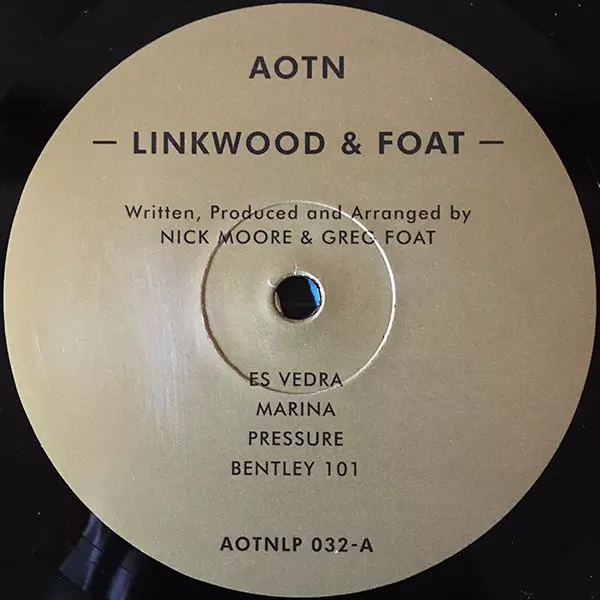 AOTN
— LINKWOOD & FOAT —
Written, Produced and Arranged by
NICK MOORE & GREG FOAT
ES VEDRA
MARINA
PRESSURE
BENTLEY 101
AOTNLP 032-A